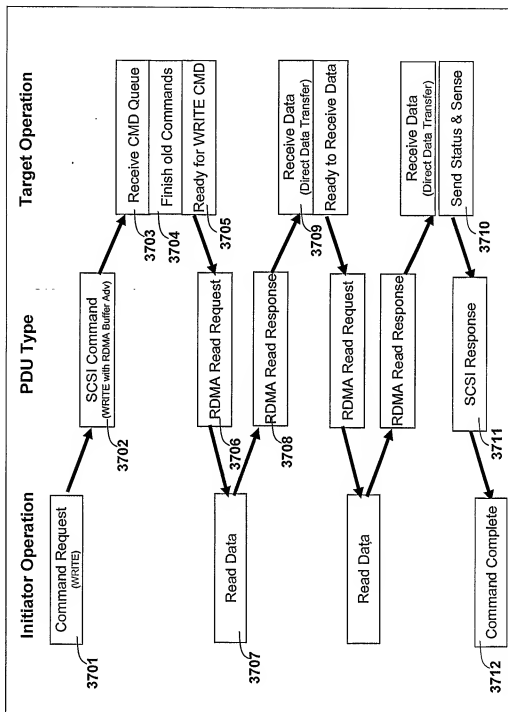 Initiator Operation
PDU Type
Target Operation
Command Request
(WRITE)
3701
SCSI Command
(WRITE with RDMA Buffer Adv)
3702
Receive CMD Queue
3703
Finish old Commands
3704
Ready for WRITE CMD
3705
RDMA Read Request
3706
Read Data
3707
RDMA Read Response
3708
Receive Data
(Direct Data Transfer)
3709
Ready to Receive Data
RDMA Read Request
Read Data
RDMA Read Response
Receive Data
(Direct Data Transfer)
Send Status & Sense
3710
SCSI Response
3711
Command Complete
3712